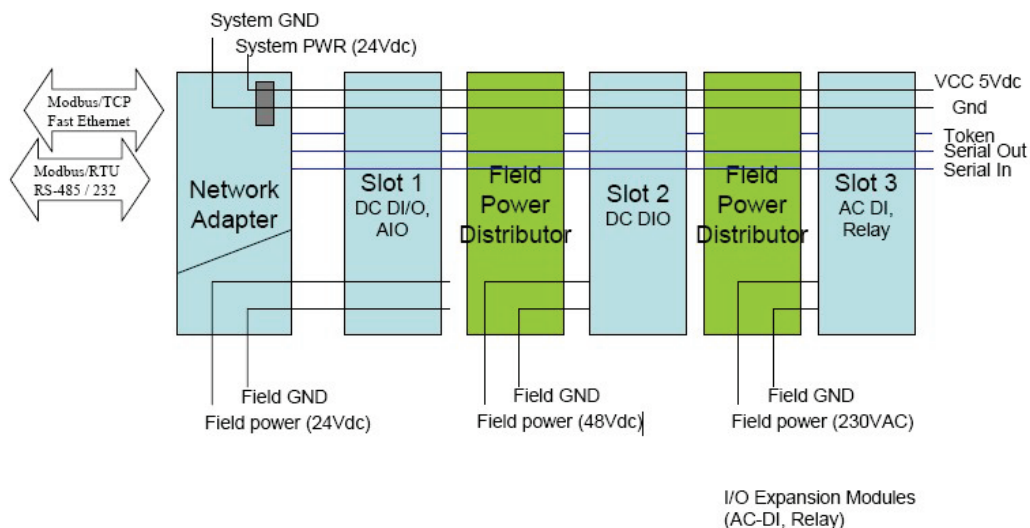 System GND
System PWR (24Vdc)
Modbus/TCP
Fast Ethernet
Modbus/RTU
RS-485 / 232
Network
Adapter
Slot 1
DC DI/O,
AIO
Field
Power
Distributor
Slot 2
DC DIO
Field
Power
Distributor
Slot 3
AC DI,
Relay
VCC 5Vdc
Gnd
Token
Serial Out
Serial In
Field GND
Field power (24Vdc)
Field GND
Field power (48Vdc)
Field GND
Field power (230VAC)
I/O Expansion Modules
(AC-DI, Relay)